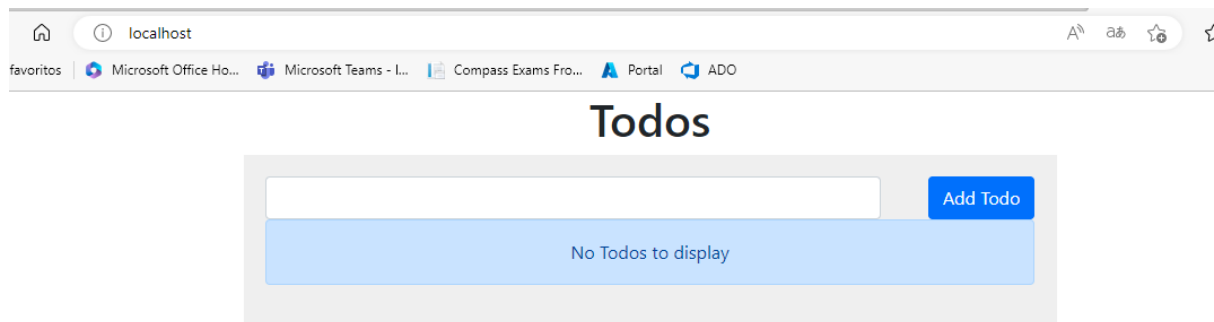 localhost
favoritos Microsoft Office Ho... Microsoft Teams - I... Compass Exams Fro... Portal ADO
Todos
Add Todo
No Todos to display